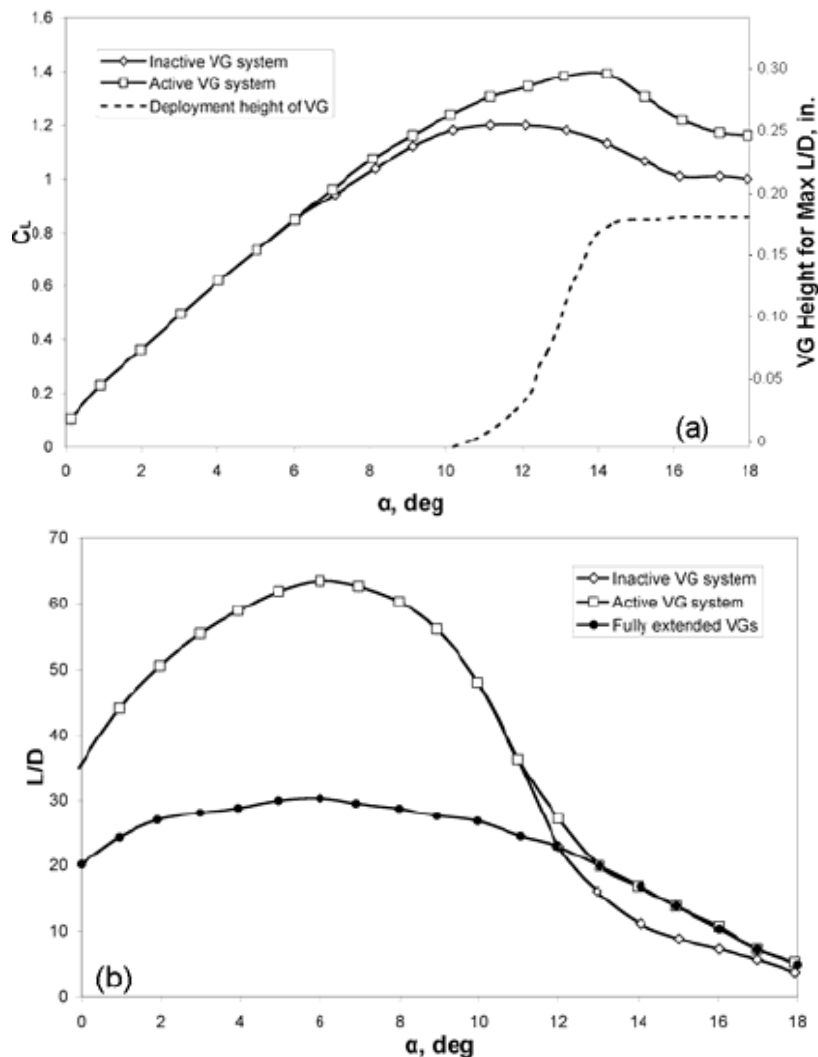 1.6
1.4
1.2
1
0.8
0.6
0.4
0.2
0
C_L
Inactive VG system
Active VG system
Deployment height of VG
0.30
0.25
0.20
0.15
0.10
0.05
0
VG Height for Max L/D, in.
(a)
0 2 4 6 8 10 12 14 16 18
α, deg
70
60
50
40
30
20
10
0
L/D
Inactive VG system
Active VG system
Fully extended VGs
(b)
0 2 4 6 8 10 12 14 16 18
α, deg